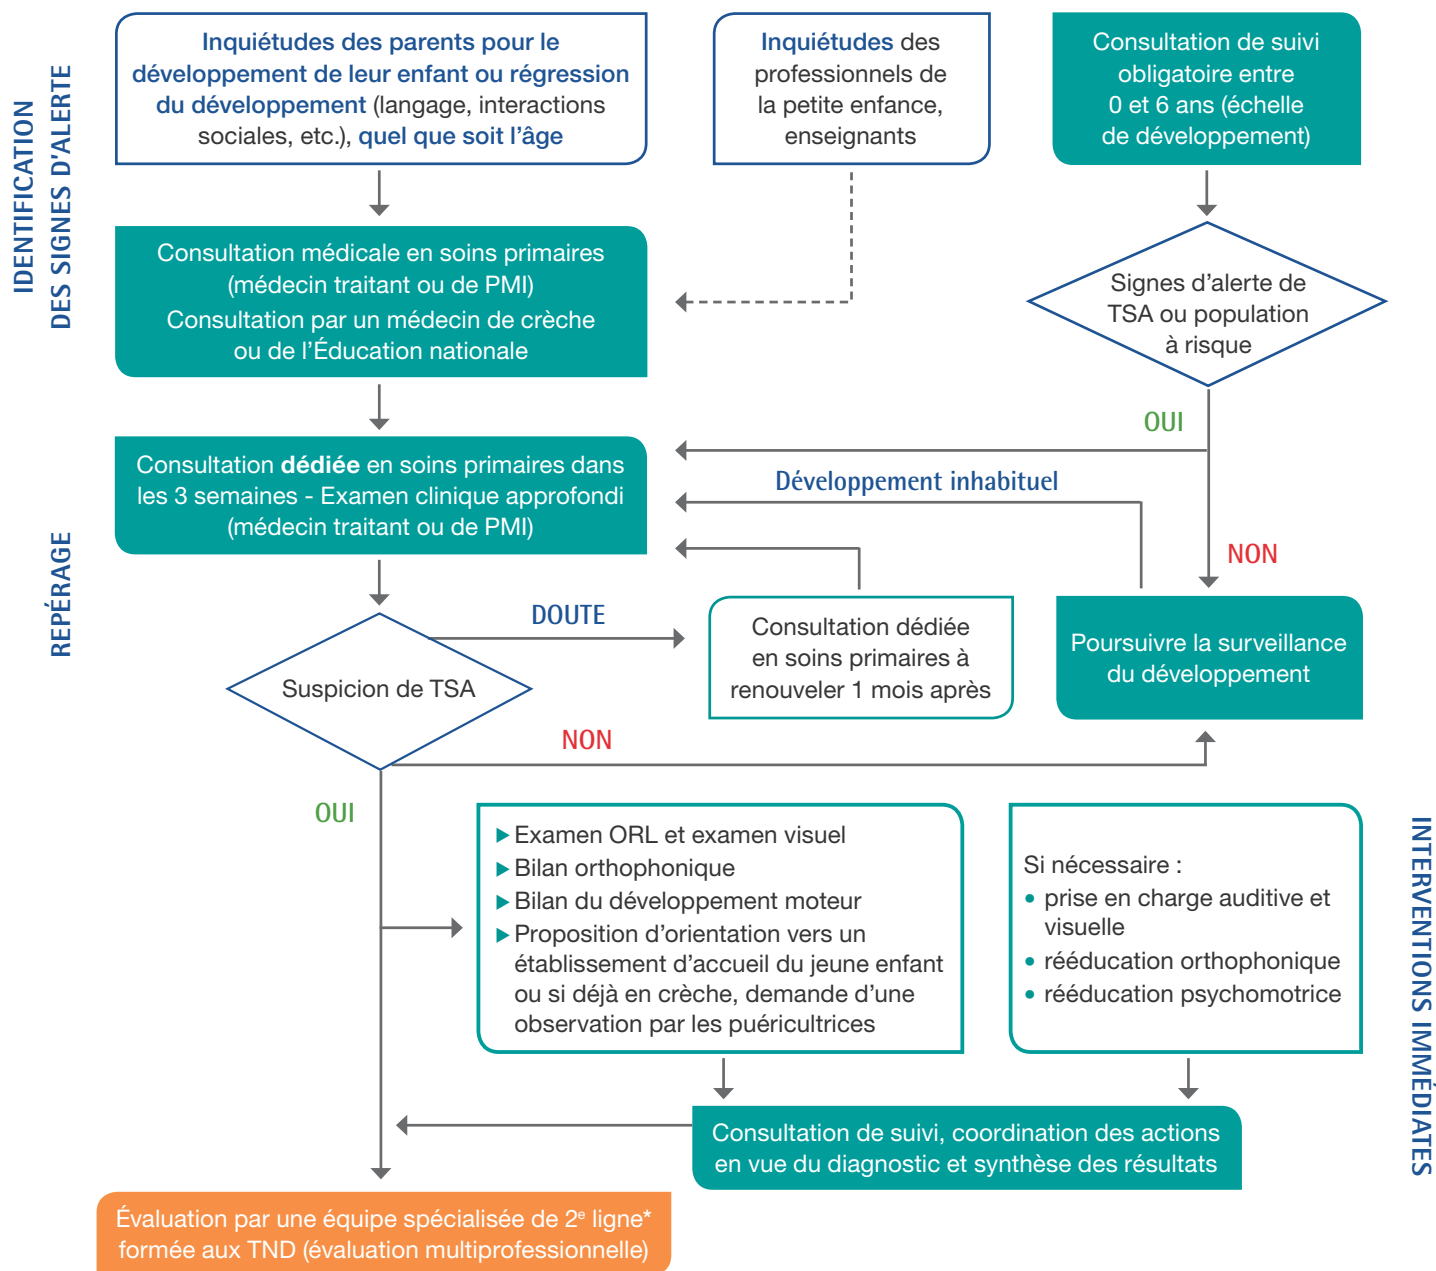 IDENTIFICATION
DES SIGNES D'ALERTE
Inquiétudes des parents pour le
développement de leur enfant ou régression
du développement (langage, interactions
sociales, etc.), quel que soit l'âge
Inquiétudes des
professionnels de
la petite enfance,
enseignants
Consultation de suivi
obligatoire entre
0 et 6 ans (échelle
de développement)
Consultation médicale en soins primaires
(médecin traitant ou de PMI)
Consultation par un médecin de crèche
ou de l'Éducation nationale
Signes d'alerte de
TSA ou population
à risque
OUI
NON
REPÉRAGE
Consultation dédiée en soins primaires dans
les 3 semaines - Examen clinique approfondi
(médecin traitant ou de PMI)
Développement inhabituel
DOUTE
Consultation dédiée
en soins primaires à
renouveler 1 mois après
Poursuivre la surveillance
du développement
Suspicion de TSA
NON
OUI
▶ Examen ORL et examen visuel
▶ Bilan orthophonique
▶ Bilan du développement moteur
▶ Proposition d'orientation vers un
établissement d'accueil du jeune enfant
ou si déjà en crèche, demande d'une
observation par les puéricultrices
Si nécessaire :
• prise en charge auditive et
visuelle
• rééducation orthophonique
• rééducation psychomotrice
INTERVENTIONS IMMÉDIATES
Consultation de suivi, coordination des actions
en vue du diagnostic et synthèse des résultats
Évaluation par une équipe spécialisée de 2e ligne*
formée aux TND (évaluation multiprofessionnelle)